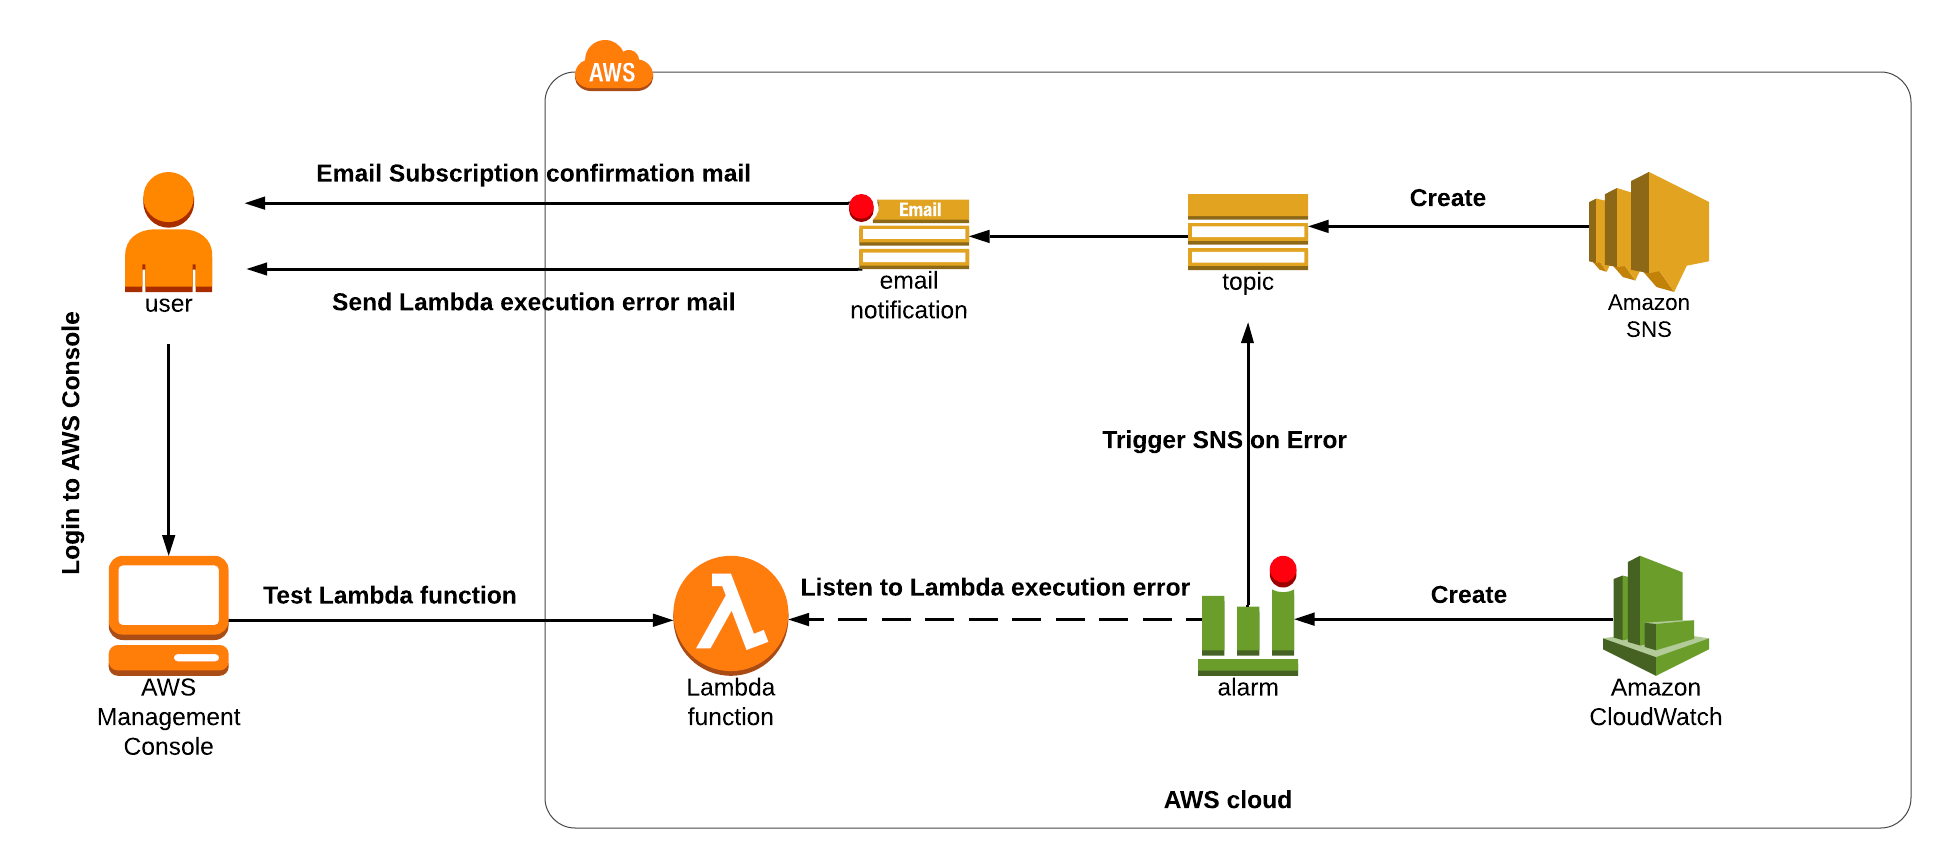 AWS
Email Subscription confirmation mail
Email
Create
email
notification
topic
Amazon
SNS
user
Send Lambda execution error mail
Login to AWS Console
Trigger SNS on Error
Test Lambda function
Listen to Lambda execution error
Create
AWS
Management
Console
Lambda
function
alarm
Amazon
CloudWatch
AWS cloud